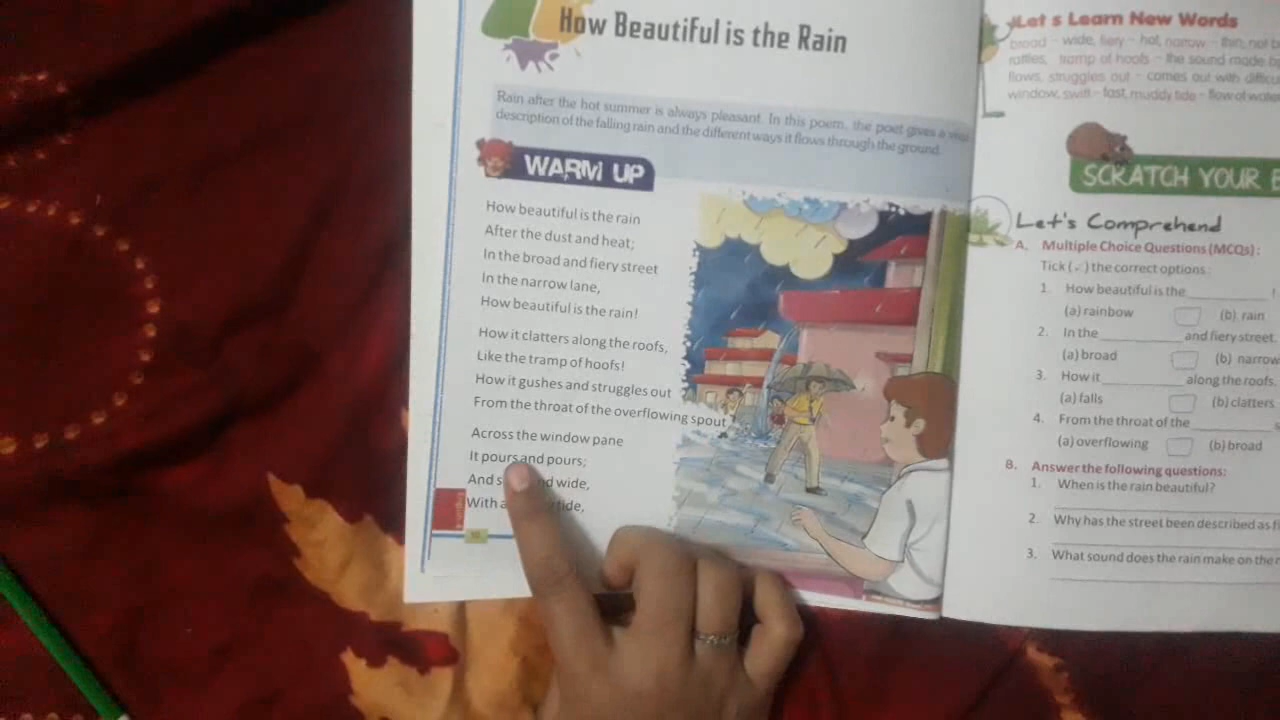 How Beautiful is the Rain
Rain after the hot summer is always pleasant. In this poem, the poet gives a
description of the falling rain and the different ways it flows through the ground.
WARM UP
How beautiful is the rain
After the dust and heat;
In the broad and fiery street
In the narrow lane,
How beautiful is the rain!
How it clatters along the roofs,
Like the tramp of hoofs!
How it gushes and struggles out
From the throat of the overflowing spout
Across the window pane
It pours and pours;
And wide,
With a tide,
Let s Learn New Words
broad - wide, fiery - hot, narrow - thin, not
rattles, tramp of hoofs - the sound made
flows, struggles out - comes out with
window, swift - fast, muddy tide - flow of
SCRATCH YOUR
Let's Comprehend
A. Multiple Choice Questions (MCQs) :
Tick (✓) the correct options :
1. How beautiful is the ________ !
(a) rainbow (b) rain
2. In the ________ and fiery street.
(a) broad (b) narrow
3. How it ________ along the roofs.
(a) falls (b) clatters
4. From the throat of the ________
(a) overflowing (b) broad
B. Answer the following questions:
1. When is the rain beautiful?
2. Why has the street been described as
3. What sound does the rain make on the